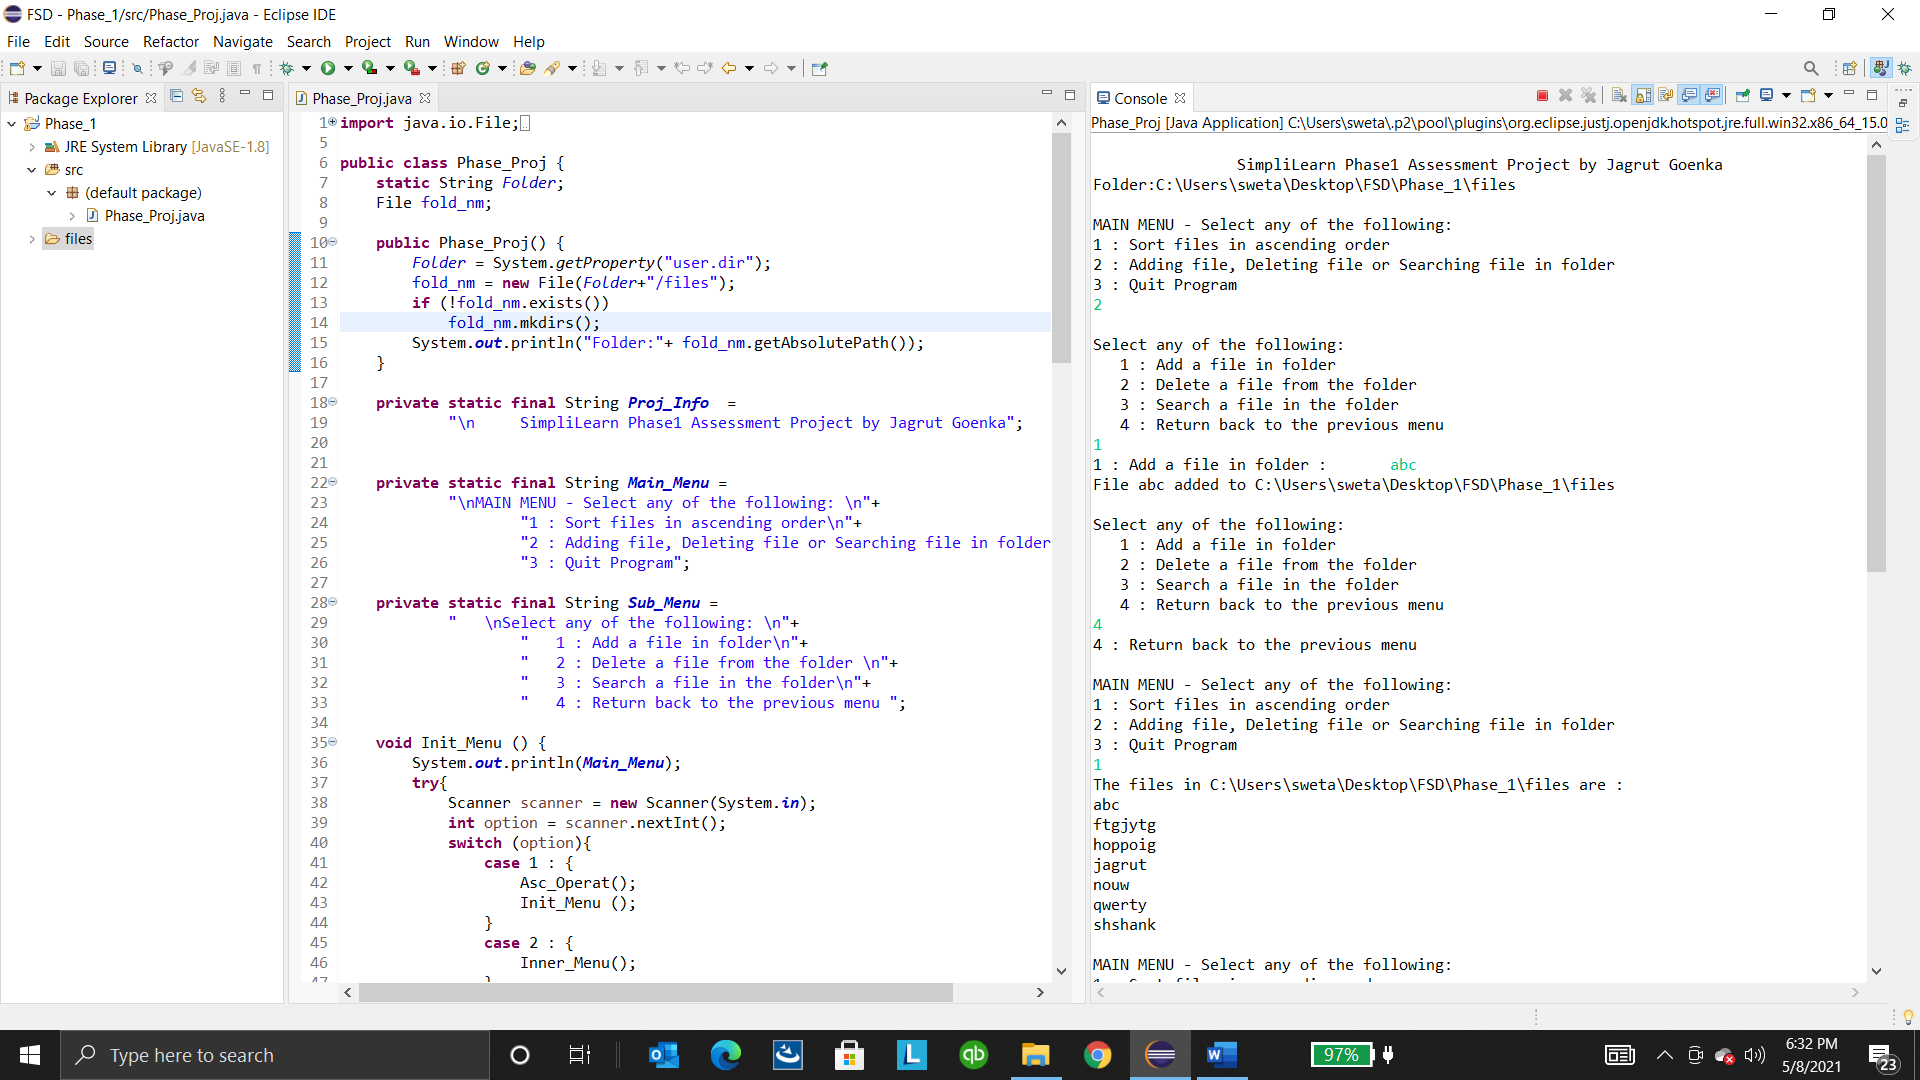 FSD - Phase_1/src/Phase_Proj.java - Eclipse IDE
File Edit Source Refactor Navigate Search Project Run Window Help
Package Explorer
Phase_1
JRE System Library [JavaSE-1.8]
src
(default package)
Phase_Proj.java
files
Phase_Proj.java
1 import java.io.File;
5
6 public class Phase_Proj {
7 static String Folder;
8 File fold_nm;
9
10 public Phase_Proj() {
11 Folder = System.getProperty("user.dir");
12 fold_nm = new File(Folder+"/files");
13 if (!fold_nm.exists())
14 fold_nm.mkdirs();
15 System.out.println("Folder:"+ fold_nm.getAbsolutePath());
16 }
17
18 private static final String Proj_Info =
19 "\n     SimpliLearn Phase1 Assessment Project by Jagrut Goenka";
20
21
22 private static final String Main_Menu =
23 "\nMAIN MENU - Select any of the following: \n"+
24 "1 : Sort files in ascending order\n"+
25 "2 : Adding file, Deleting file or Searching file in folder
26 "3 : Quit Program";
27
28 private static final String Sub_Menu =
29 "   \nSelect any of the following: \n"+
30 "   1 : Add a file in folder\n"+
31 "   2 : Delete a file from the folder \n"+
32 "   3 : Search a file in the folder\n"+
33 "   4 : Return back to the previous menu ";
34
35 void Init_Menu () {
36 System.out.println(Main_Menu);
37 try{
38 Scanner scanner = new Scanner(System.in);
39 int option = scanner.nextInt();
40 switch (option){
41 case 1 : {
42 Asc_Operat();
43 Init_Menu ();
44 }
45 case 2 : {
46 Inner_Menu();
47 }
Console
Phase_Proj [Java Application] C:\Users\sweta\.p2\pool\plugins\org.eclipse.justj.openjdk.hotspot.jre.full.win32.x86_64_15.0
SimpliLearn Phase1 Assessment Project by Jagrut Goenka
Folder:C:\Users\sweta\Desktop\FSD\Phase_1\files
MAIN MENU - Select any of the following:
1 : Sort files in ascending order
2 : Adding file, Deleting file or Searching file in folder
3 : Quit Program
2
Select any of the following:
1 : Add a file in folder
2 : Delete a file from the folder
3 : Search a file in the folder
4 : Return back to the previous menu
1
1 : Add a file in folder :       abc
File abc added to C:\Users\sweta\Desktop\FSD\Phase_1\files
Select any of the following:
1 : Add a file in folder
2 : Delete a file from the folder
3 : Search a file in the folder
4 : Return back to the previous menu
4
4 : Return back to the previous menu
MAIN MENU - Select any of the following:
1 : Sort files in ascending order
2 : Adding file, Deleting file or Searching file in folder
3 : Quit Program
1
The files in C:\Users\sweta\Desktop\FSD\Phase_1\files are :
abc
ftgjytg
hoppoig
jagrut
nouw
qwerty
shshank
MAIN MENU - Select any of the following:
Type here to search
L
qb
W
97%
6:32 PM
5/8/2021
23